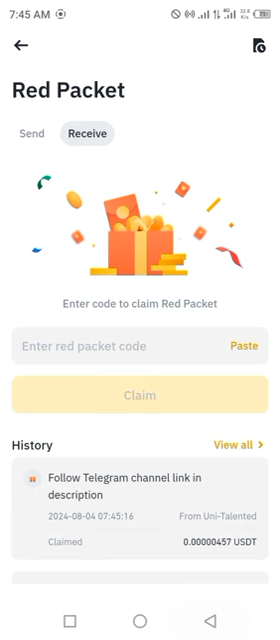 7:45 AM
Red Packet
Send
Receive
Enter code to claim Red Packet
Enter red packet code
Paste
Claim
History
View all
Follow Telegram channel link in
description
2024-08-04 07:45:16
From Uni-Talented
Claimed
0.00000457 USDT